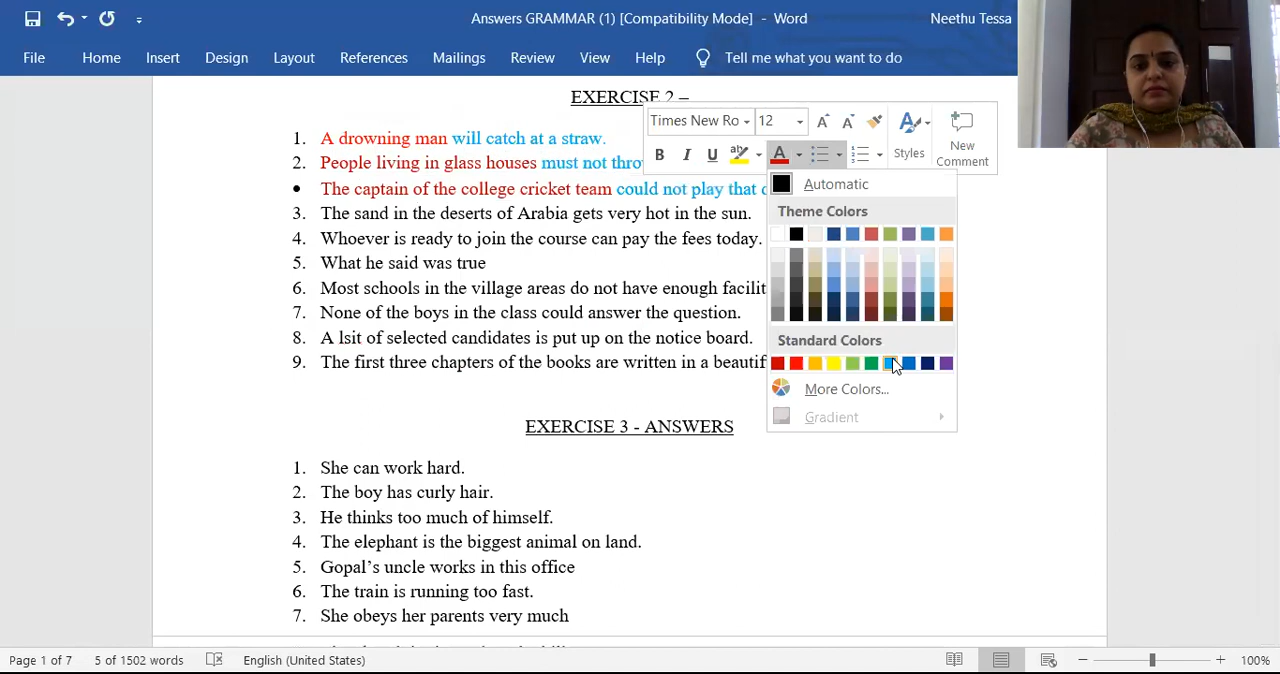 Answers GRAMMAR (1) [Compatibility Mode] - Word
Neethu Tessa
File Home Insert Design Layout References Mailings Review View Help Tell me what you want to do
EXERCISE 2 –
Times New Ro 12
B I U ab A Styles New Comment
1. A drowning man will catch at a straw.
2. People living in glass houses must not
• The captain of the college cricket team could not play that
3. The sand in the deserts of Arabia gets very hot in the sun.
4. Whoever is ready to join the course can pay the fees today.
5. What he said was true
6. Most schools in the village areas do not have enough
7. None of the boys in the class could answer the question.
8. A lsit of selected candidates is put up on the notice board.
9. The first three chapters of the books are written in a
Automatic
Theme Colors
Standard Colors
More Colors...
Gradient
EXERCISE 3 - ANSWERS
1. She can work hard.
2. The boy has curly hair.
3. He thinks too much of himself.
4. The elephant is the biggest animal on land.
5. Gopal’s uncle works in this office
6. The train is running too fast.
7. She obeys her parents very much
Page 1 of 7 5 of 1502 words English (United States) 100%